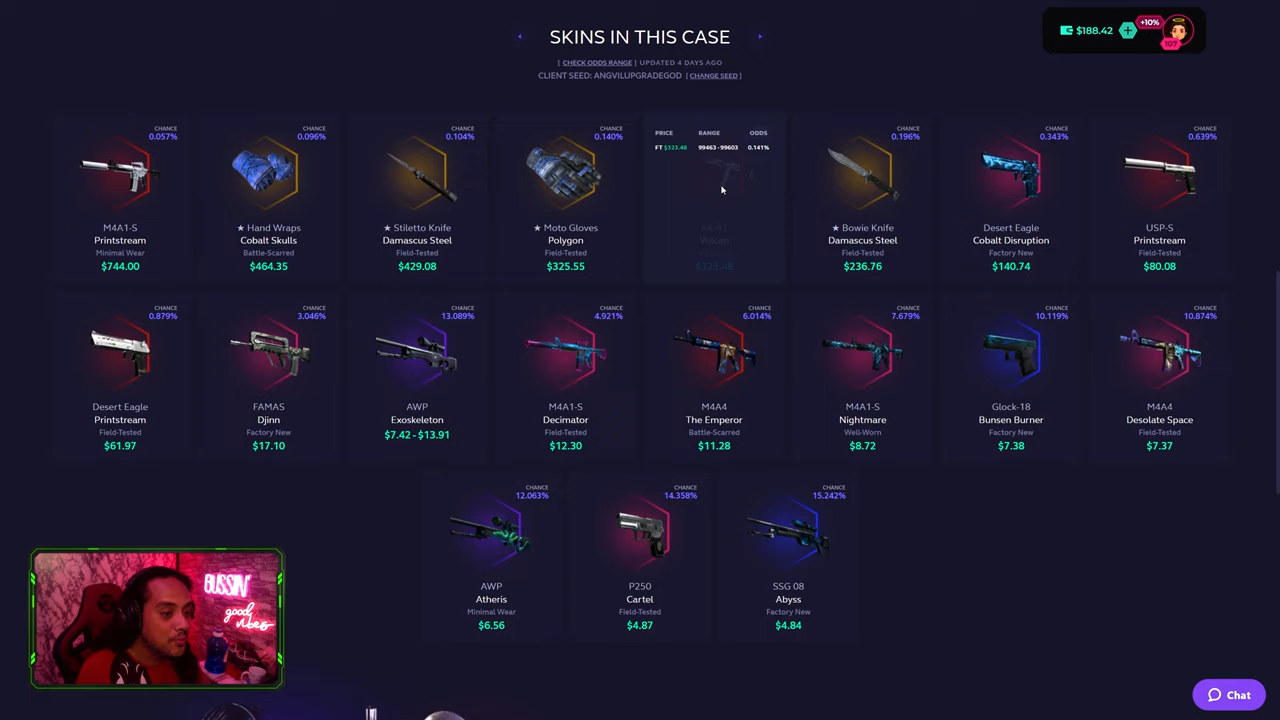 SKINS IN THIS CASE
$188.42
+10%
107
[ CHECK ODDS RANGE ] UPDATED 4 DAYS AGO
CLIENT SEED: ANGVILUPGRADEGOD [ CHANGE SEED ]
CHANCE
0.057%
M4A1-S
Printstream
Minimal Wear
$744.00
CHANCE
0.096%
★ Hand Wraps
Cobalt Skulls
Battle-Scarred
$464.35
CHANCE
0.104%
★ Stiletto Knife
Damascus Steel
Field-Tested
$429.08
CHANCE
0.140%
★ Moto Gloves
Polygon
Field-Tested
$325.55
PRICE RANGE ODDS
FT $323.48 99463-99603 0.141%
AK-47
Vulcan
$323.48
CHANCE
0.196%
★ Bowie Knife
Damascus Steel
Field-Tested
$236.76
CHANCE
0.343%
Desert Eagle
Cobalt Disruption
Factory New
$140.74
CHANCE
0.639%
USP-S
Printstream
Field-Tested
$80.08
CHANCE
0.879%
Desert Eagle
Printstream
Field-Tested
$61.97
CHANCE
3.046%
FAMAS
Djinn
Factory New
$17.10
CHANCE
13.089%
AWP
Exoskeleton
$7.42 - $13.91
CHANCE
4.921%
M4A1-S
Decimator
Field-Tested
$12.30
CHANCE
6.014%
M4A4
The Emperor
Battle-Scarred
$11.28
CHANCE
7.679%
M4A1-S
Nightmare
Well-Worn
$8.72
CHANCE
10.119%
Glock-18
Bunsen Burner
Factory New
$7.38
CHANCE
10.874%
M4A4
Desolate Space
Field-Tested
$7.37
CHANCE
12.063%
AWP
Atheris
Minimal Wear
$6.56
CHANCE
14.358%
P250
Cartel
Field-Tested
$4.87
CHANCE
15.242%
SSG 08
Abyss
Factory New
$4.84
BUSSIN'
good
vibes
Chat